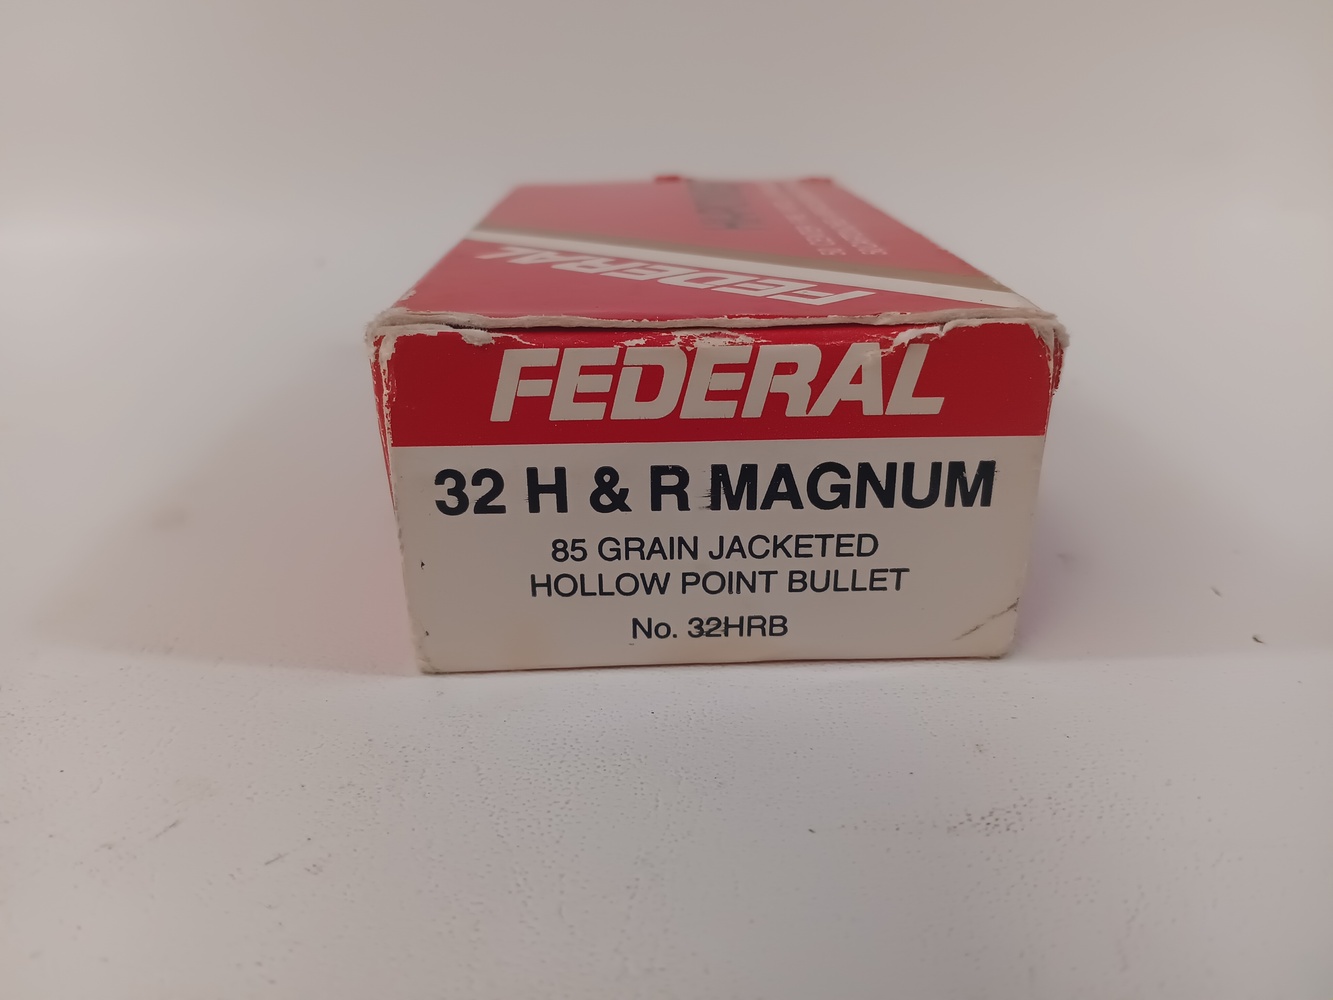 FEDERAL
FEDERAL
32 H & R MAGNUM
85 GRAIN JACKETED
HOLLOW POINT BULLET
No. 32HRB